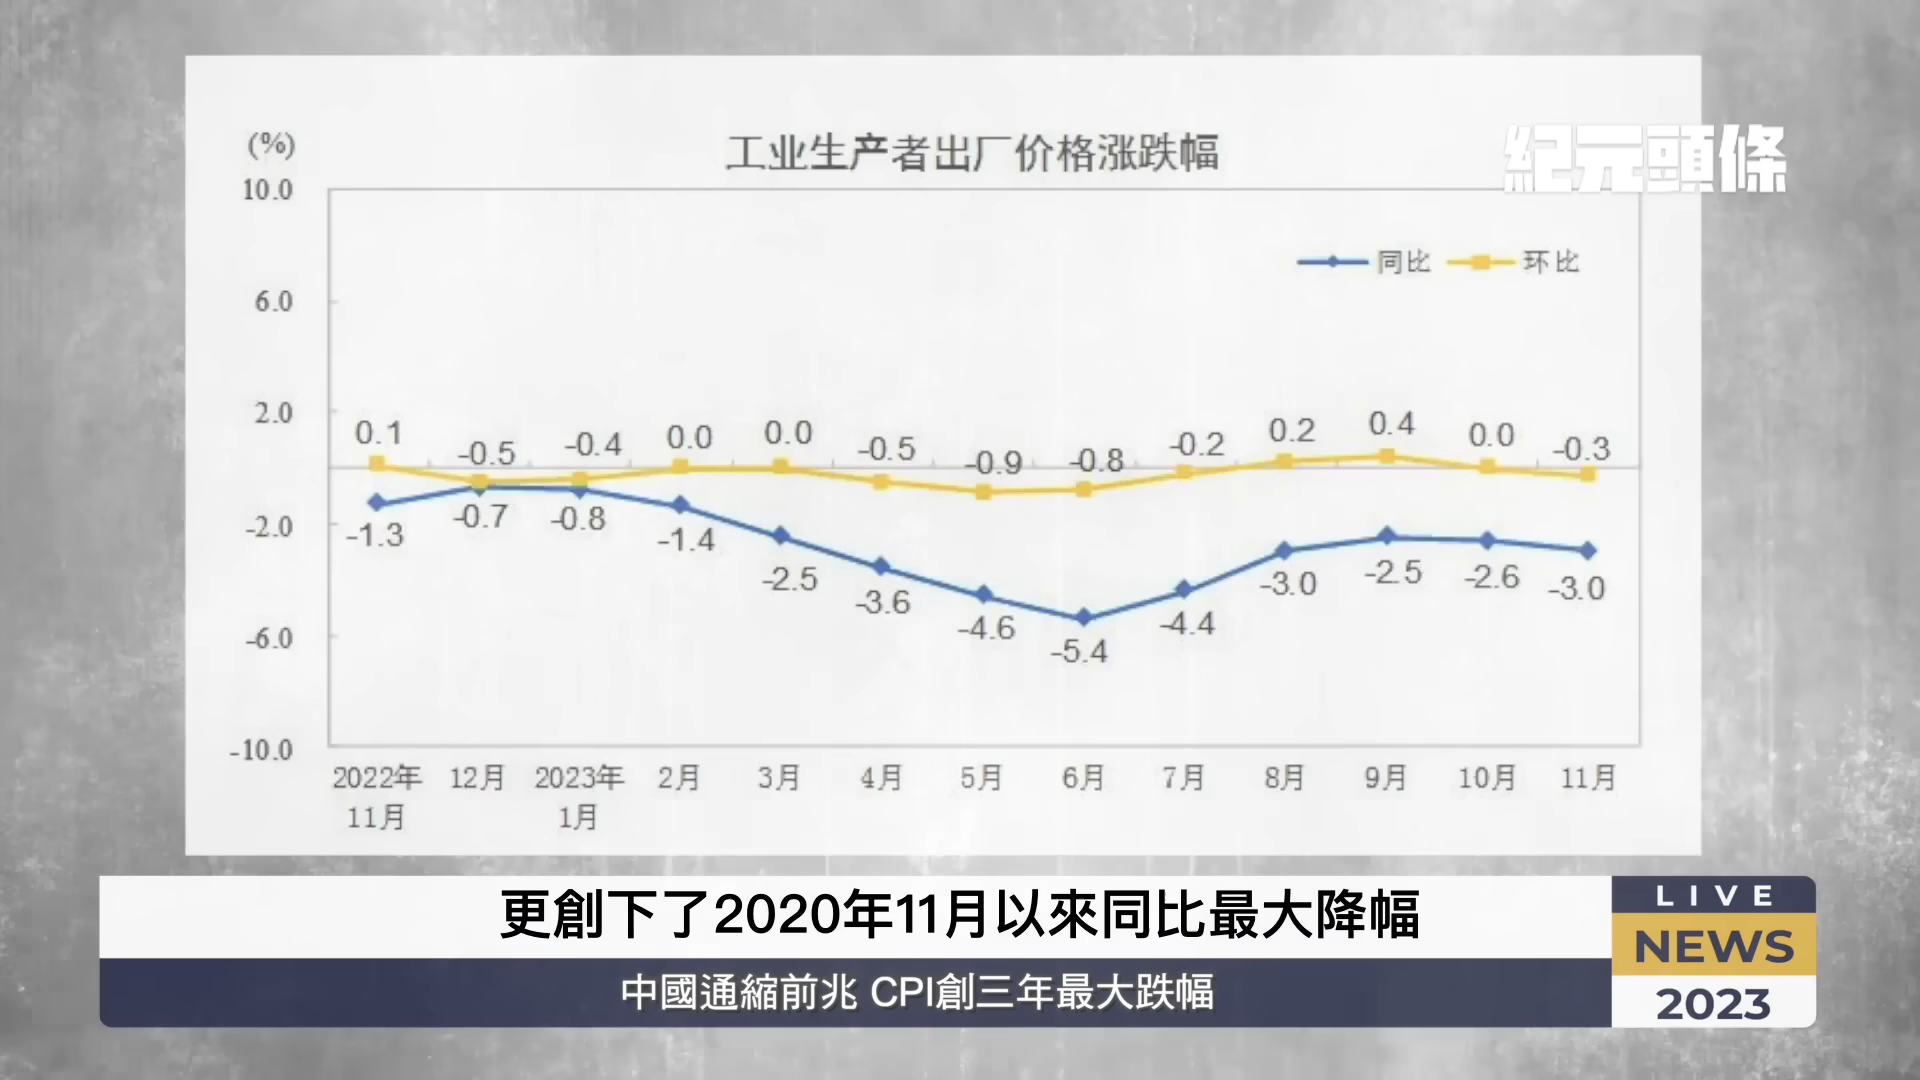 (%)
工业生产者出厂价格涨跌幅
紀元頭條
10.0
同比
环比
6.0
2.0
0.1
-0.5
-0.4
0.0
0.0
-0.5
-0.9
-0.8
-0.2
0.2
0.4
0.0
-0.3
-2.0
-1.3
-0.7
-0.8
-1.4
-2.5
-3.6
-4.6
-5.4
-4.4
-3.0
-2.5
-2.6
-3.0
-6.0
-10.0
2022年
11月
12月
2023年
1月
2月
3月
4月
5月
6月
7月
8月
9月
10月
11月
更創下了2020年11月以來同比最大降幅
中國通縮前兆 CPI創三年最大跌幅
LIVE
NEWS
2023